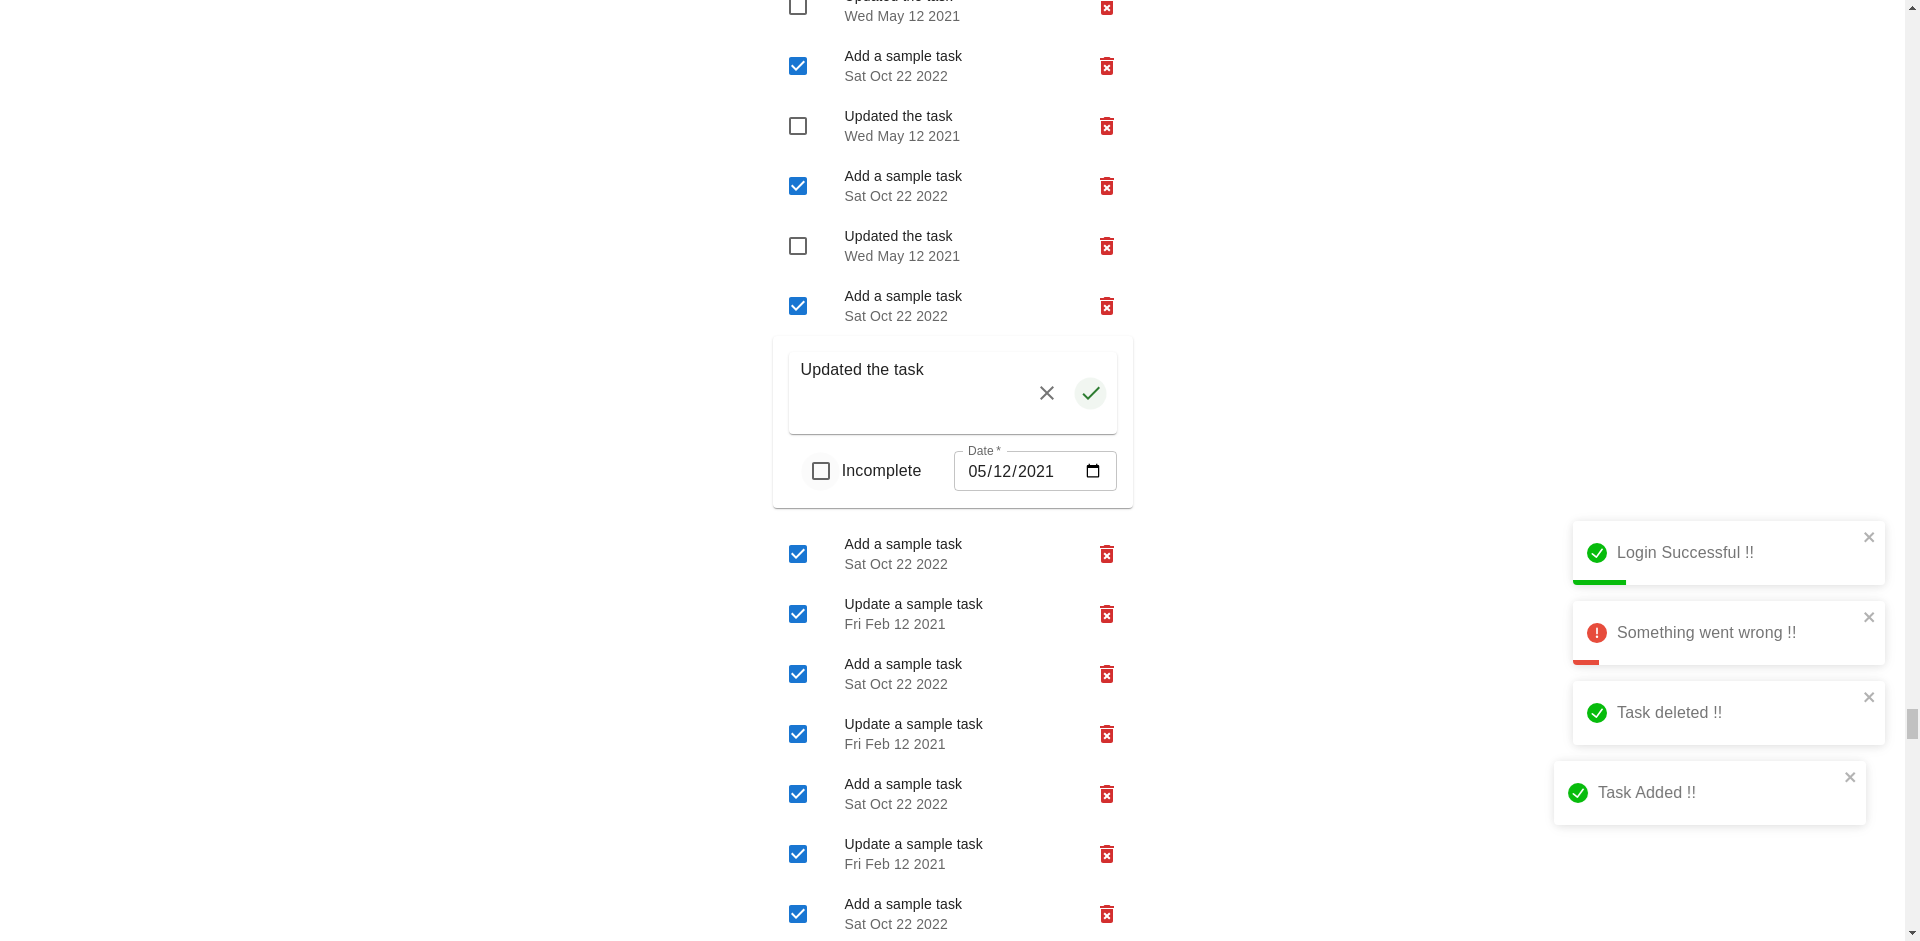 Updated the task
Wed May 12 2021
Add a sample task
Sat Oct 22 2022
Updated the task
Wed May 12 2021
Add a sample task
Sat Oct 22 2022
Updated the task
Wed May 12 2021
Add a sample task
Sat Oct 22 2022
Updated the task
Incomplete
Date *
05/12/2021
Add a sample task
Sat Oct 22 2022
Update a sample task
Fri Feb 12 2021
Add a sample task
Sat Oct 22 2022
Update a sample task
Fri Feb 12 2021
Add a sample task
Sat Oct 22 2022
Update a sample task
Fri Feb 12 2021
Add a sample task
Sat Oct 22 2022
Login Successful !!
Something went wrong !!
Task deleted !!
Task Added !!